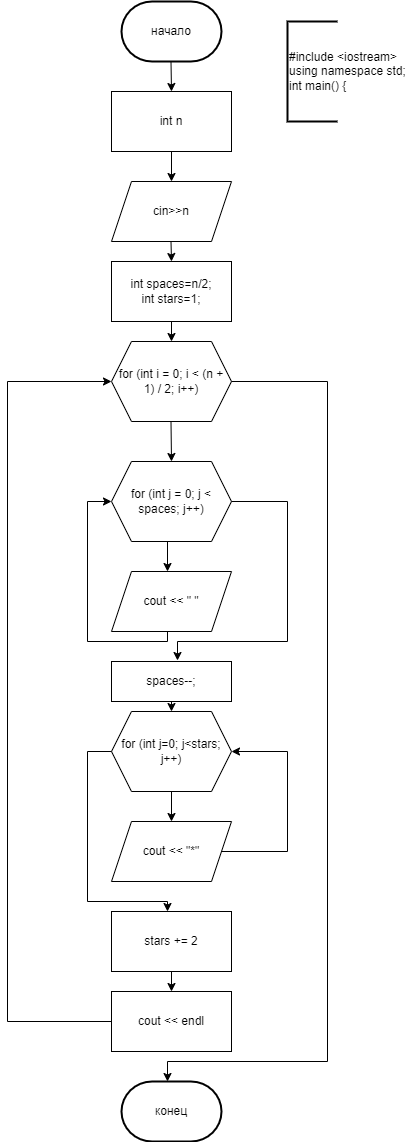 начало
#include <iostream>
using namespace std;
int main() {
int n
cin>>n
int spaces=n/2;
int stars=1;
for (int i = 0; i < (n +
1) / 2; i++)
for (int j = 0; j <
spaces; j++)
cout << " "
spaces--;
for (int j=0; j<stars;
j++)
cout << "*"
stars += 2
cout << endl
конец